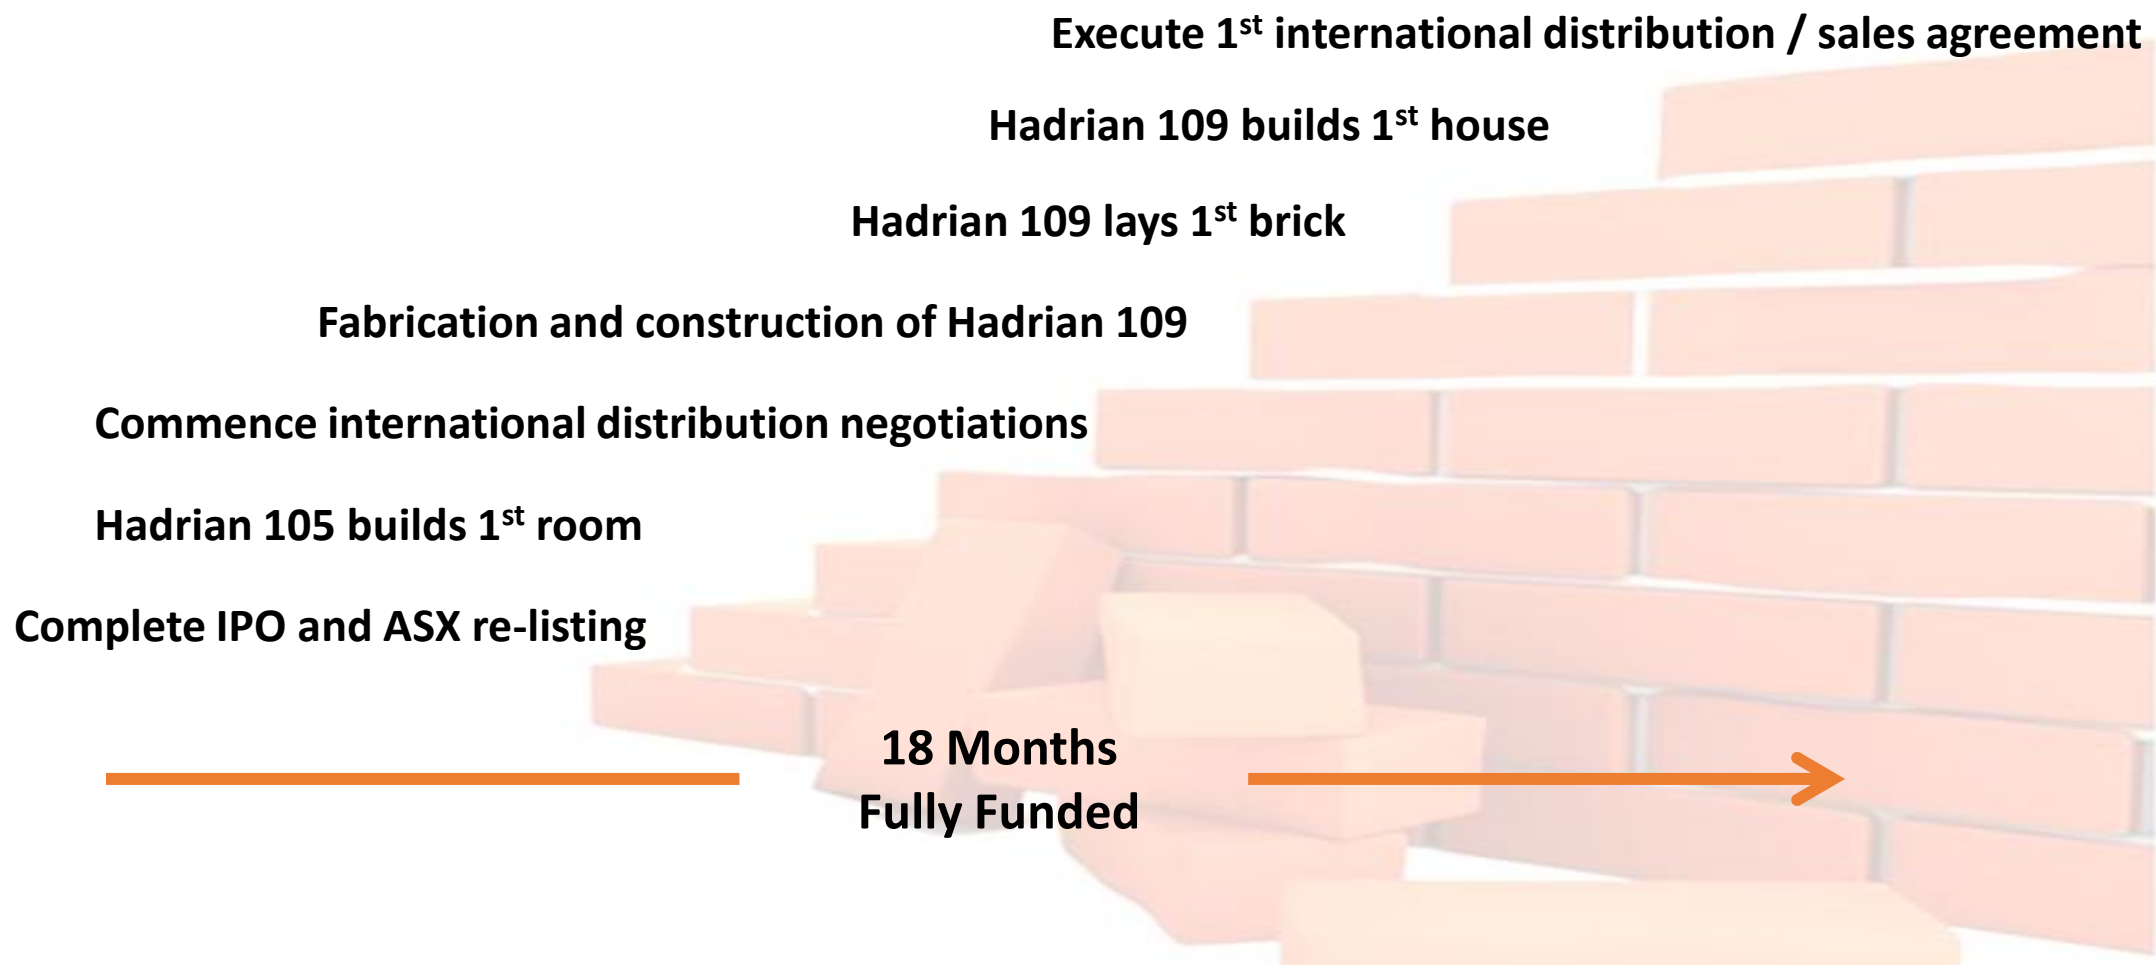 Execute 1st international distribution / sales agreement
Hadrian 109 builds 1st house
Hadrian 109 lays 1st brick
Fabrication and construction of Hadrian 109
Commence international distribution negotiations
Hadrian 105 builds 1st room
Complete IPO and ASX re-listing
18 Months
Fully Funded